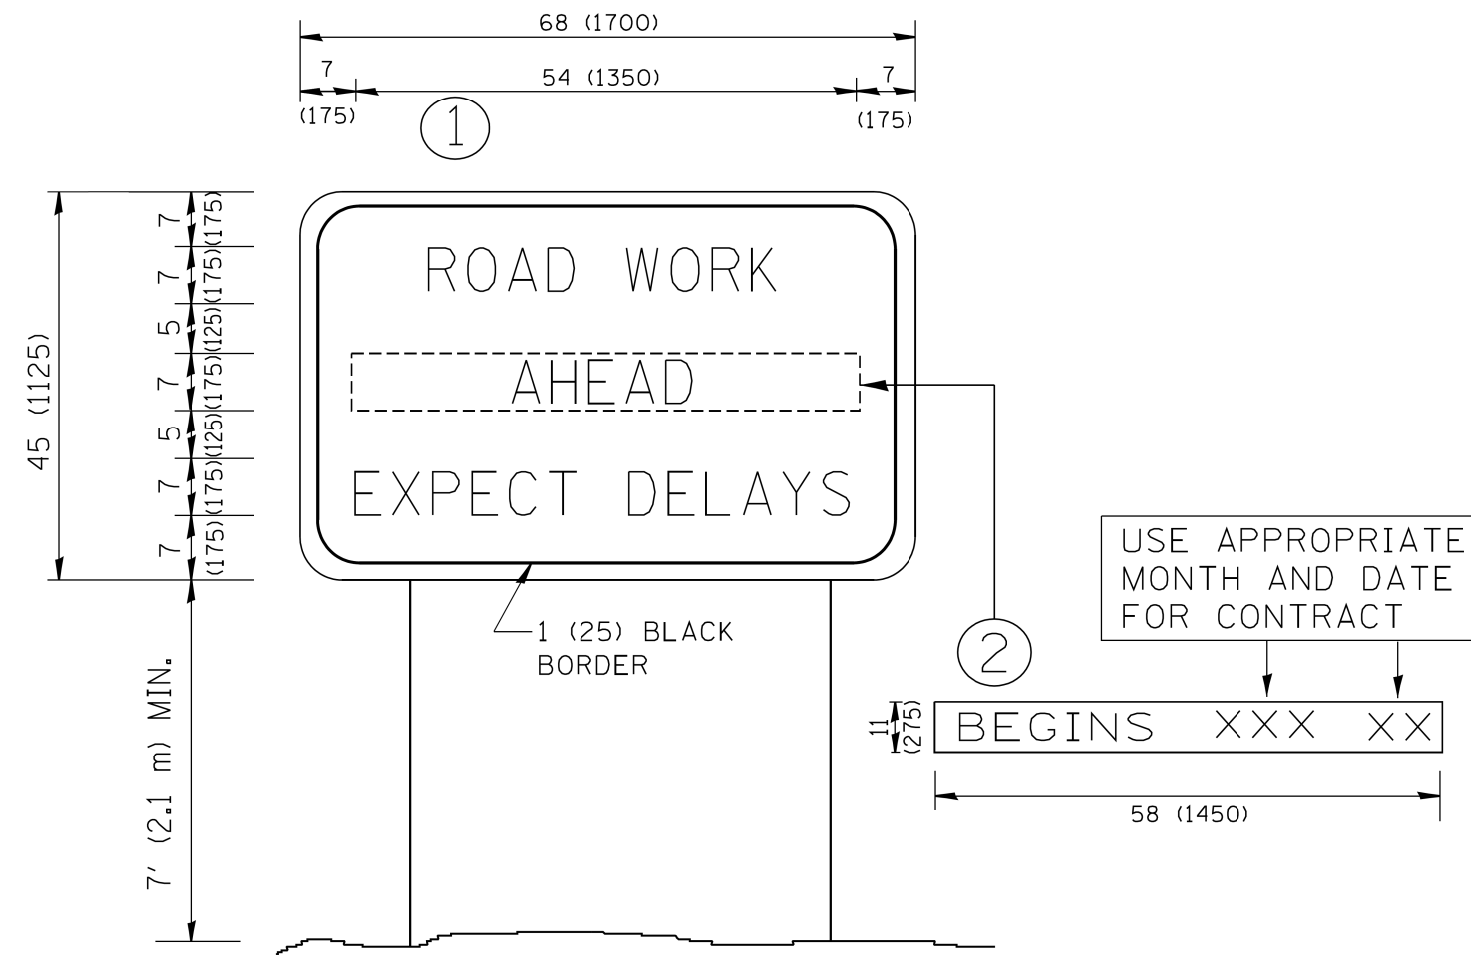 68 (1700)
7
54 (1350)
7
(175)
(175)
1
7
(175)
7
(175)
5
(125)
7
(175)
5
(125)
7
(175)
7
(175)
45 (1125)
ROAD WORK
AHEAD
EXPECT DELAYS
1 (25) BLACK
BORDER
7' (2.1 m) MIN.
2
USE APPROPRIATE
MONTH AND DATE
FOR CONTRACT
11
(275)
BEGINS XXX XX
58 (1450)